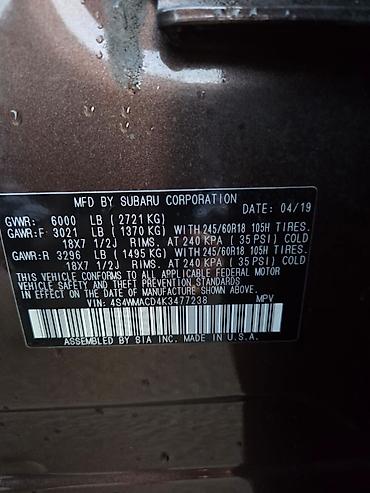 MFD BY SUBARU CORPORATION
DATE: 04/19
GVWR: 6000 LB (2721 KG)
GAWR:F 3021 LB (1370 KG) WITH 245/60R18 105H TIRES.
18X7 1/2J RIMS. AT 240 KPA (35 PSI) COLD
GAWR:R 3296 LB (1495 KG) WITH 245/60R18 105H TIRES.
18X7 1/2J RIMS. AT 240 KPA (35 PSI) COLD
THIS VEHICLE CONFORMS TO ALL APPLICABLE FEDERAL MOTOR
VEHICLE SAFETY AND THEFT PREVENTION STANDARDS
IN EFFECT ON THE DATE OF MANUFACTURE SHOWN ABOVE.
VIN: 4S4WMACD4K3477238 MPV
ASSEMBLED BY SIA INC. MADE IN U.S.A.